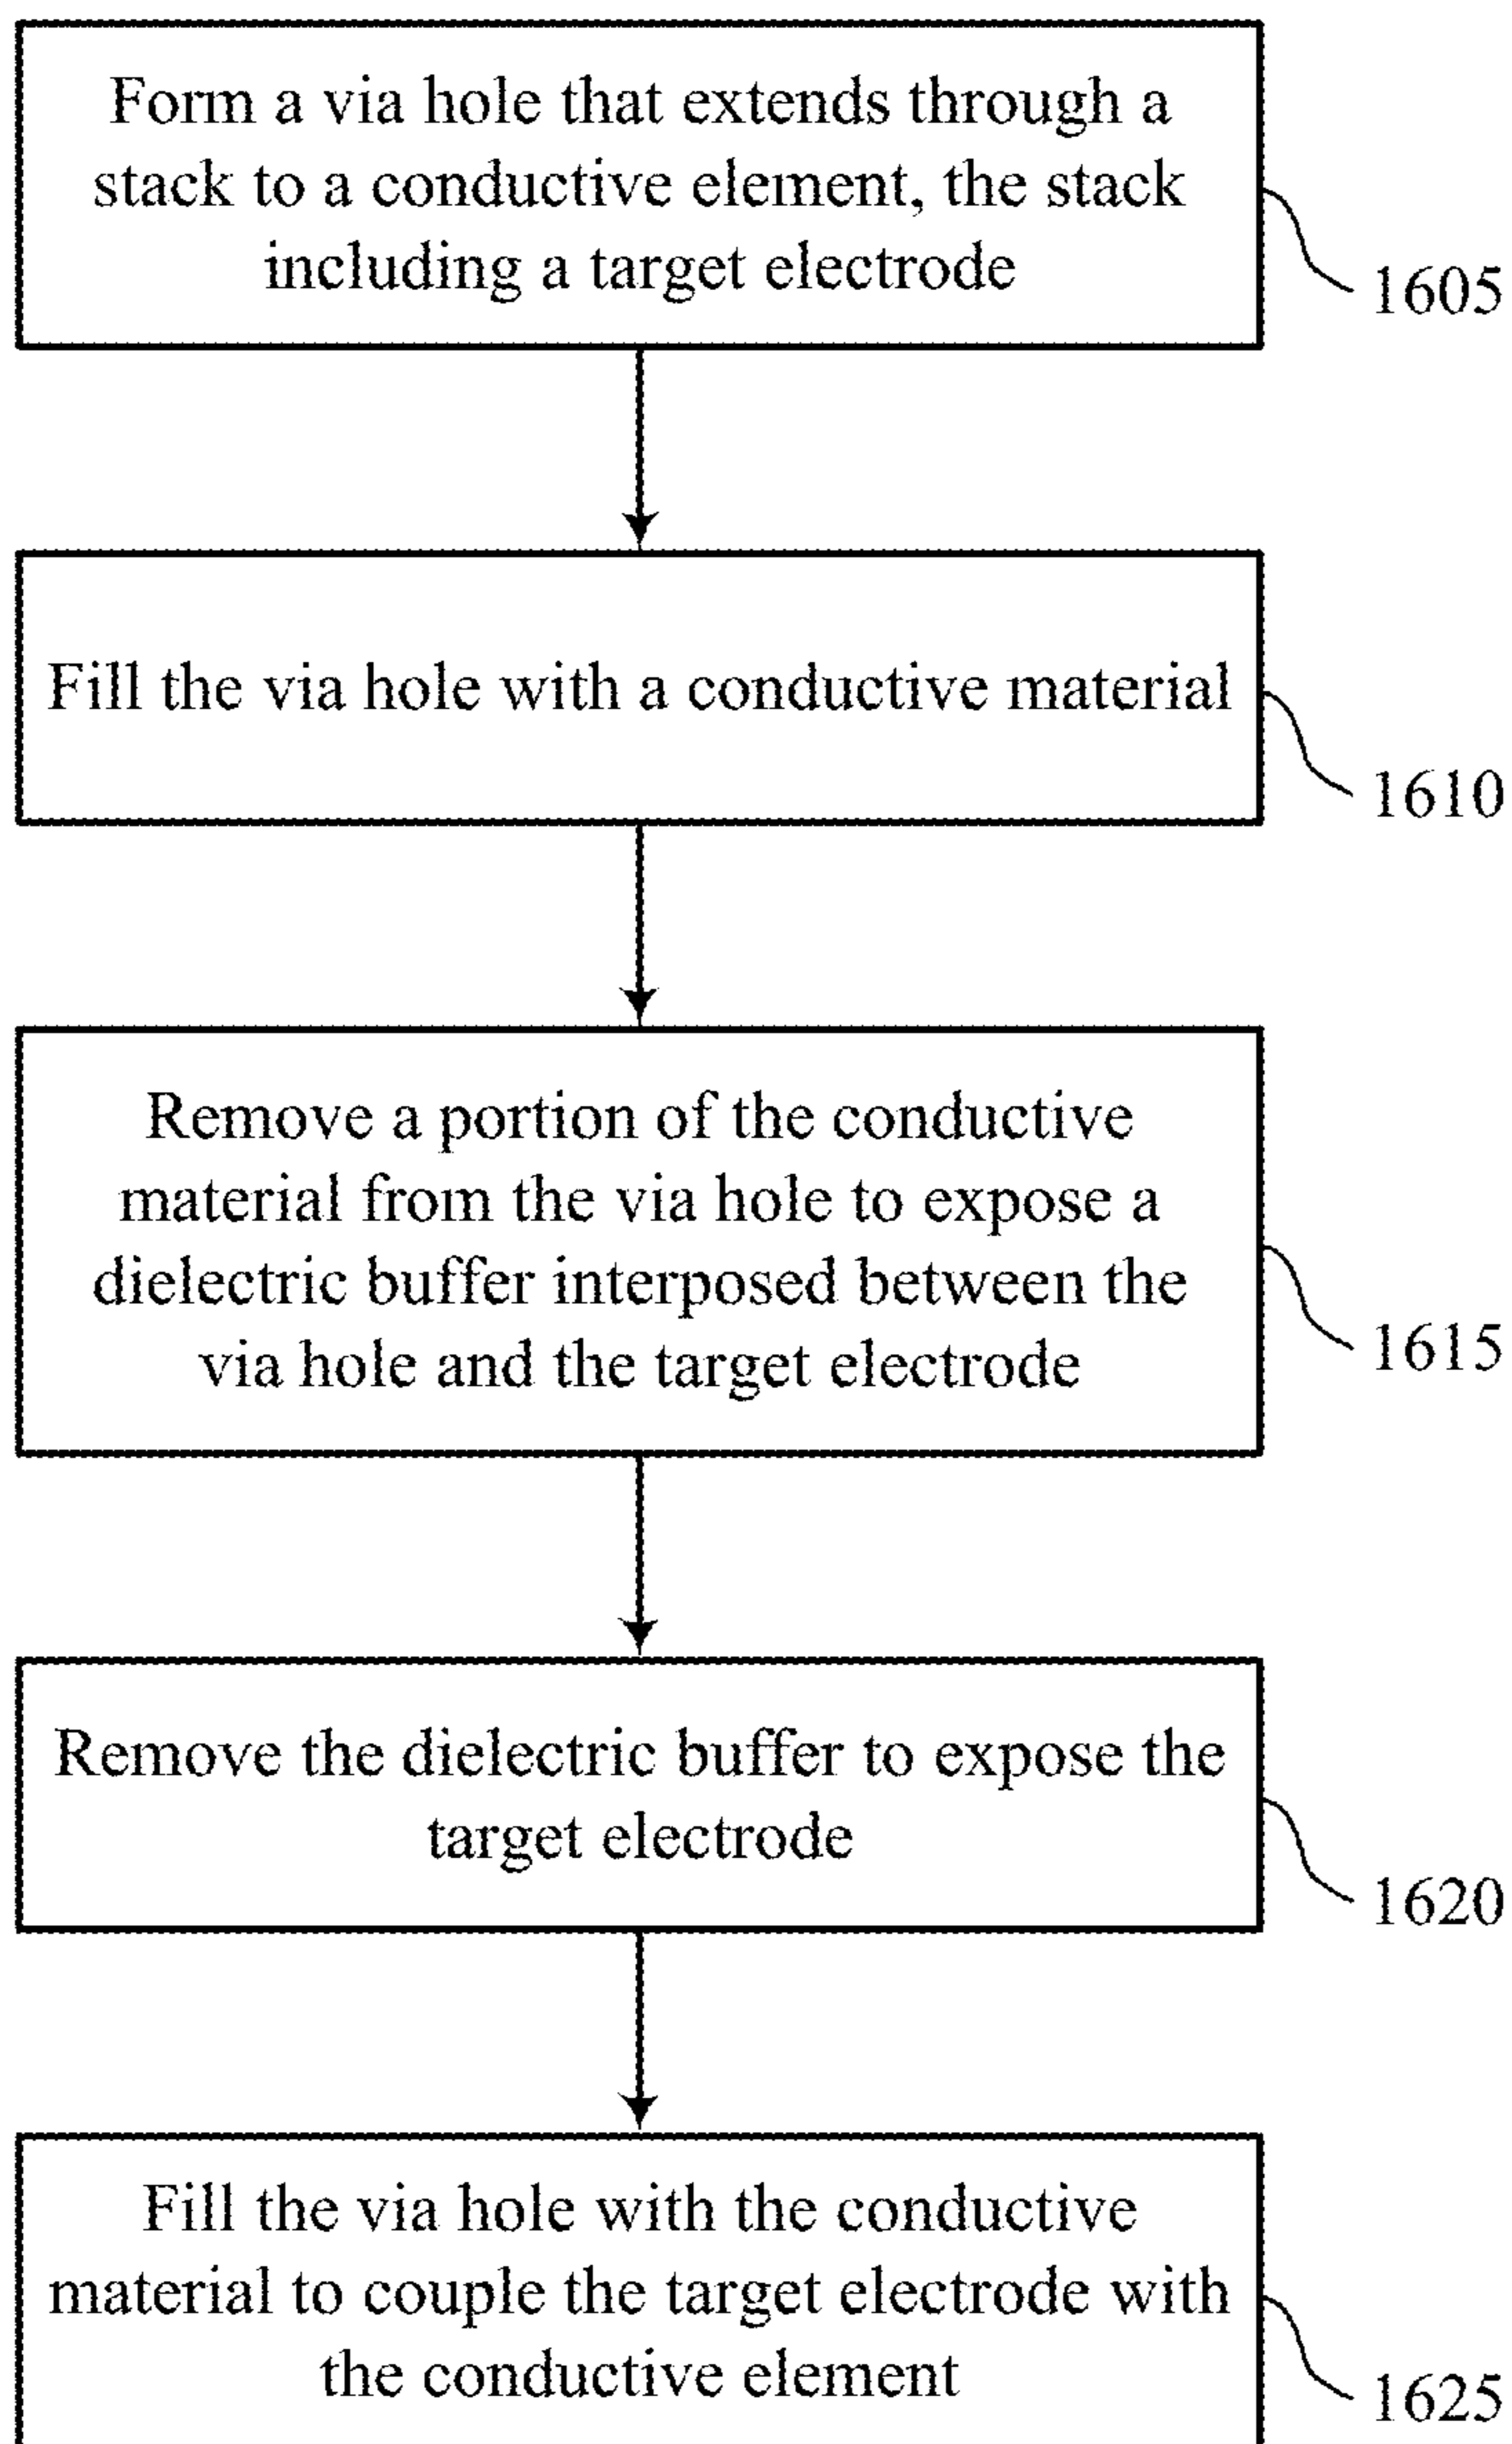 Form a via hole that extends through a
stack to a conductive element, the stack
including a target electrode
1605
Fill the via hole with a conductive material
1610
Remove a portion of the conductive
material from the via hole to expose a
dielectric buffer interposed between the
via hole and the target electrode
1615
Remove the dielectric buffer to expose the
target electrode
1620
Fill the via hole with the conductive
material to couple the target electrode with
the conductive element
1625